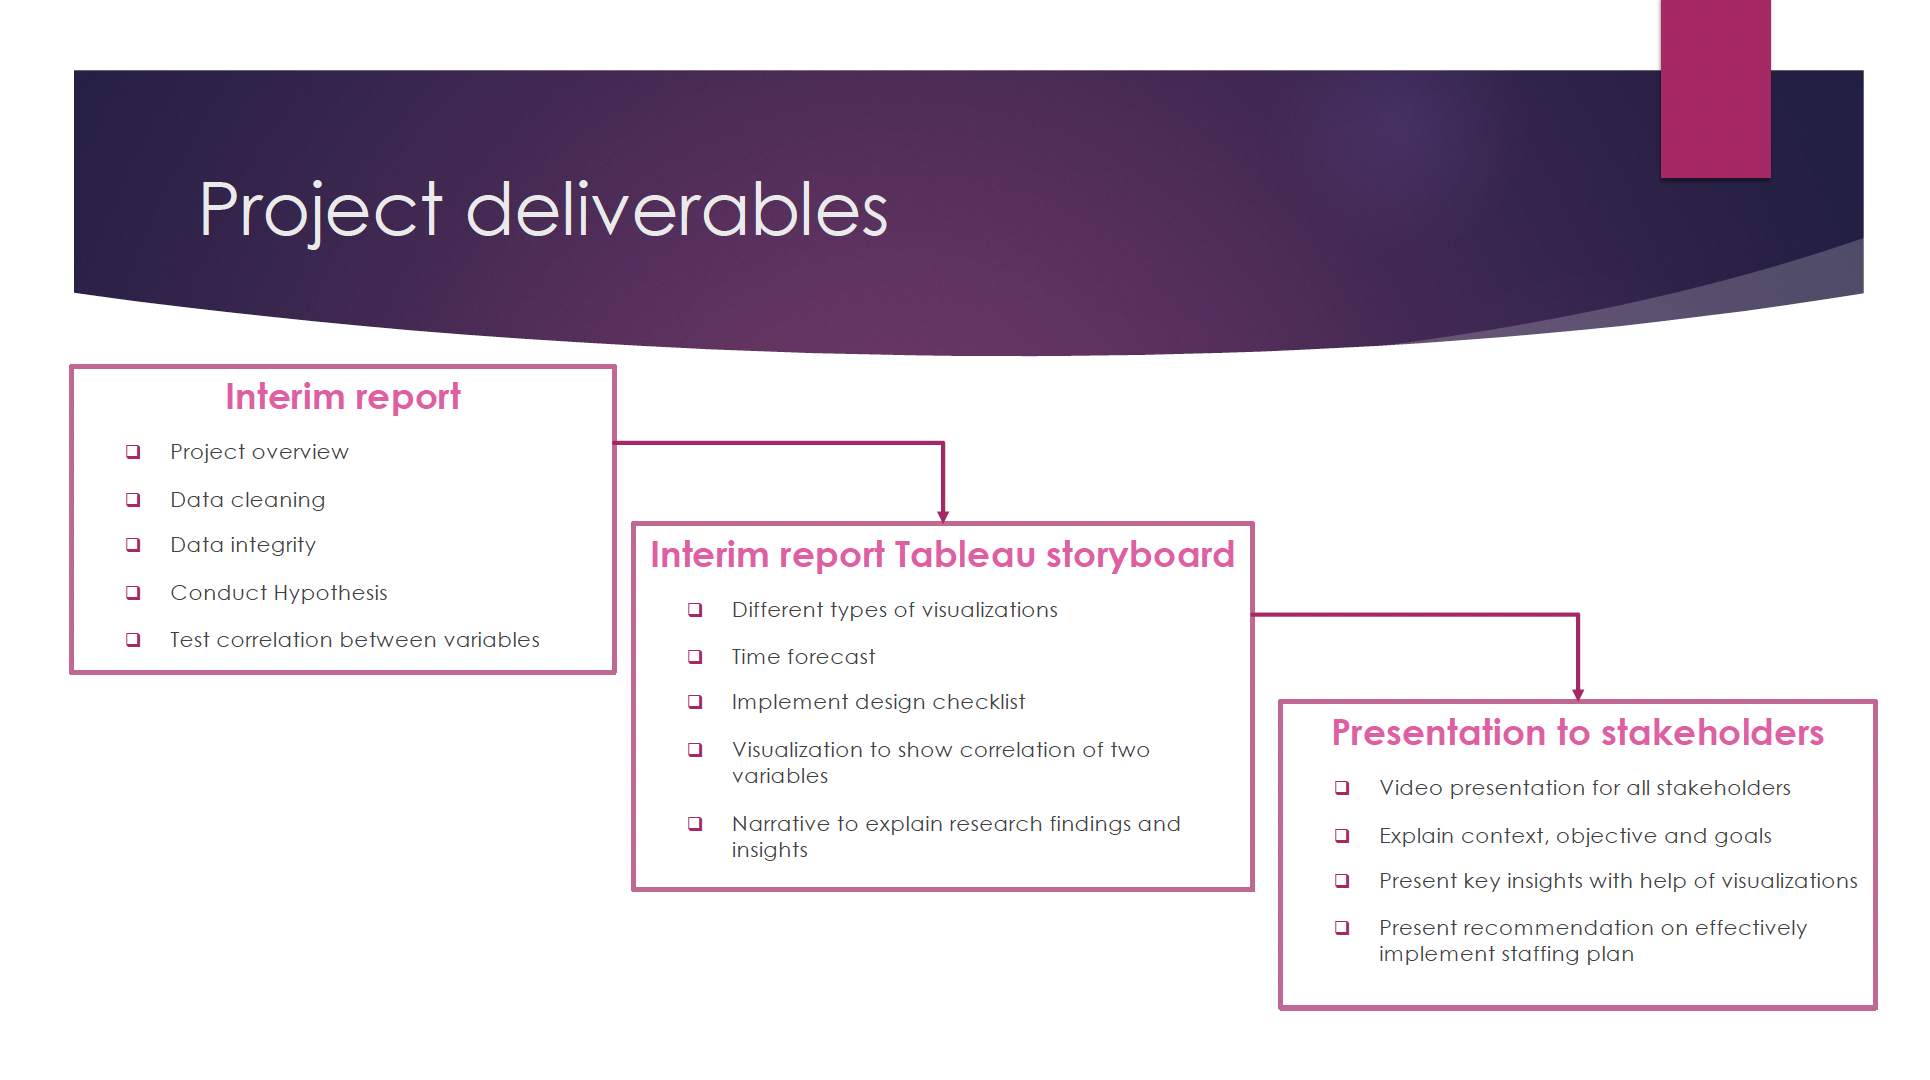 Project deliverables
Interim report
Project overview
Data cleaning
Data integrity
Conduct Hypothesis
Test correlation between variables
Interim report Tableau storyboard
Different types of visualizations
Time forecast
Implement design checklist
Visualization to show correlation of two
variables
Narrative to explain research findings and
insights
Presentation to stakeholders
Video presentation for all stakeholders
Explain context, objective and goals
Present key insights with help of visualizations
Present recommendation on effectively
implement staffing plan